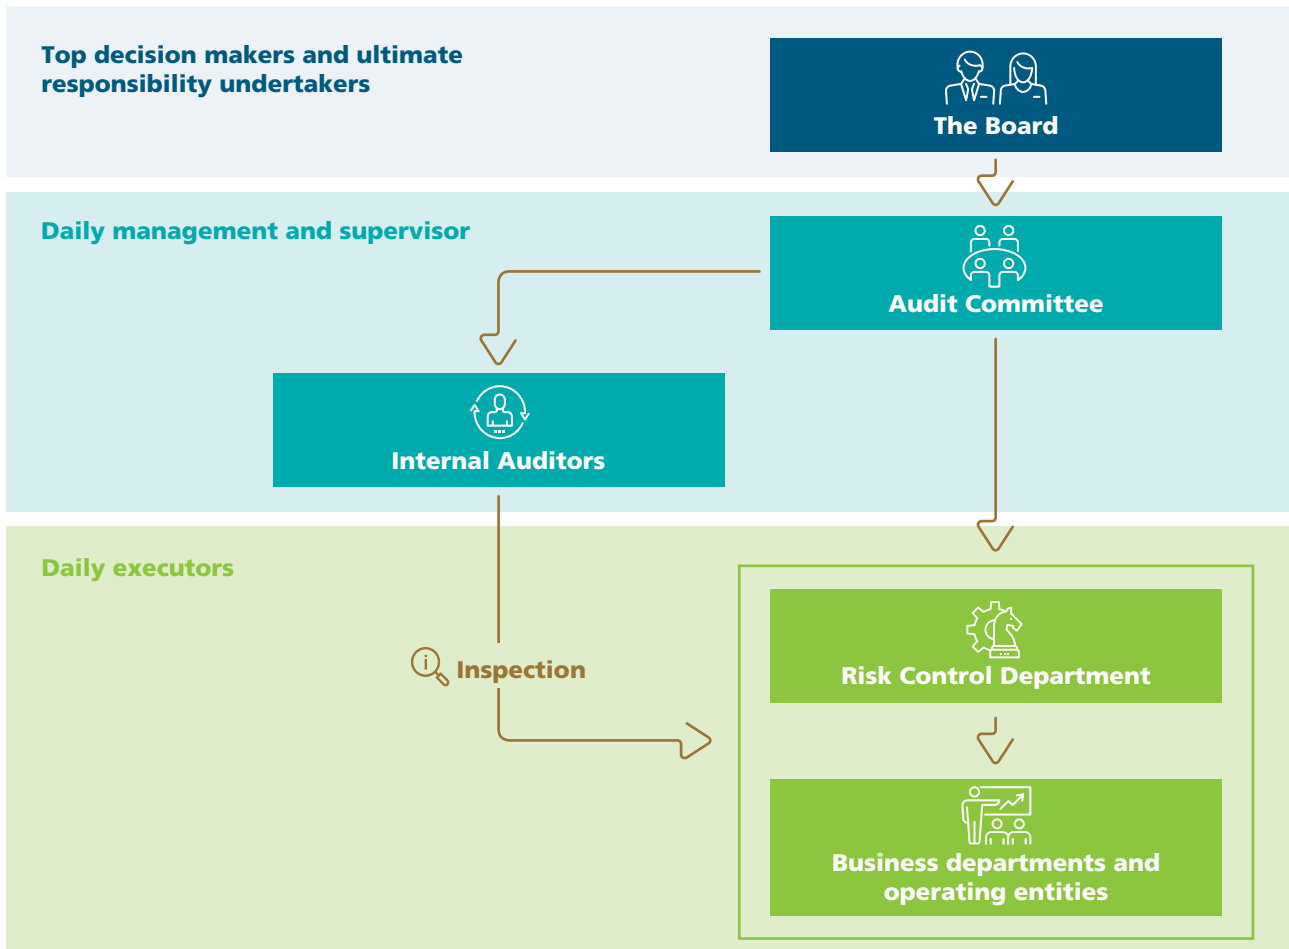 Top decision makers and ultimate
responsibility undertakers
The Board
Daily management and supervisor
Audit Committee
Internal Auditors
Daily executors
Inspection
Risk Control Department
Business departments and
operating entities